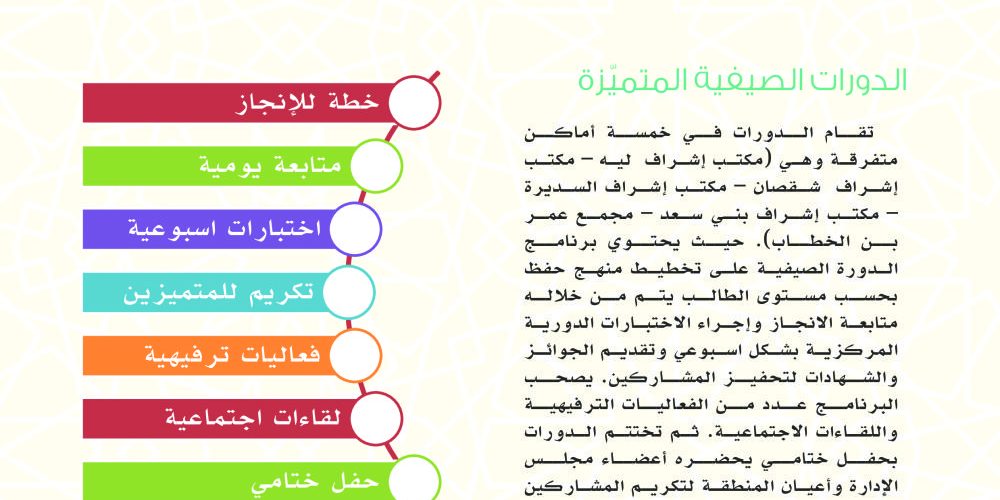 الدورات الصيفية المتميّزة
تقام الدورات في خمسة أماكن
متفرقة وهي (مكتب إشراف ليه – مكتب
إشراف شقصان – مكتب إشراف السديرة
– مكتب إشراف بني سعد – مجمع عمر
بن الخطاب). حيث يحتوي برنامج
الدورة الصيفية على تخطيط منهج حفظ
بحسب مستوى الطالب يتم من خلاله
متابعة الانجاز وإجراء الاختبارات الدورية
المركزية بشكل اسبوعي وتقديم الجوائز
والشهادات لتحفيز المشاركين. يصحب
البرنامج عدد من الفعاليات الترفيهية
واللقاءات الاجتماعية. ثم تختتم الدورات
بحفل ختامي يحضره أعضاء مجلس
الإدارة وأعيان المنطقة لتكريم المشاركين
خطة للإنجاز
متابعة يومية
اختبارات اسبوعية
تكريم للمتميزين
فعاليات ترفيهية
لقاءات اجتماعية
حفل ختامي